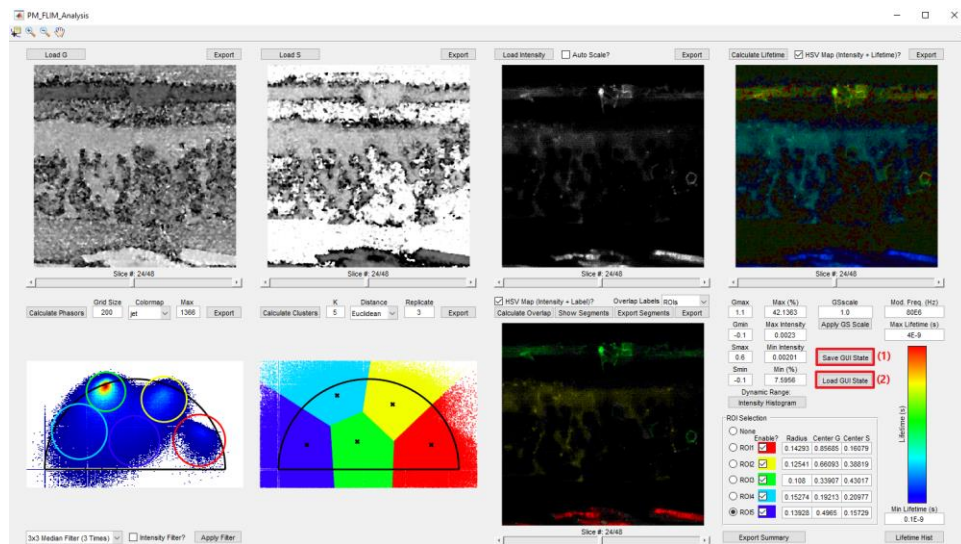 PM_FLIM_Analysis
Load G Export Load S Export Load Intensity Auto Scale? Export Calculate Lifetime HSV Map (Intensity + Lifetime)? Export
Slice #: 24/48 Slice #: 24/48 Slice #: 24/48 Slice #: 24/48
Grid Size Colormap Max
Calculate Phasors 200 jet 1366 Export
K Distance Replicate
Calculate Clusters 5 Euclidean 3 Export
HSV Map (Intensity + Label)? Overlap Labels ROIs
Calculate Overlap Show Segments Export Segments Export
Gmax Max (%) GSscale Mod. Freq. (Hz)
1.1 42.1363 1.0 80E6
Gmin Max Intensity Apply GS Scale Max Lifetime (s)
-0.1 0.0023 4E-9
Smax Min Intensity
0.6 0.00201 Save GUI State (1)
Smin Min (%)
-0.1 7.5956 Load GUI State (2)
Dynamic Range:
Intensity Histogram
ROI Selection
None
Enable? Radius Center G Center S
ROI1 0.14293 0.85685 0.16079
ROI2 0.12541 0.66093 0.38819
ROI3 0.108 0.33907 0.43017
ROI4 0.15274 0.19213 0.20977
ROI5 0.13928 0.4965 0.15729
Lifetime (s)
Min Lifetime (s)
0.1E-9
3x3 Median Filter (3 Times) Intensity Filter? Apply Filter
Slice #: 24/48
Export Summary Lifetime Hist